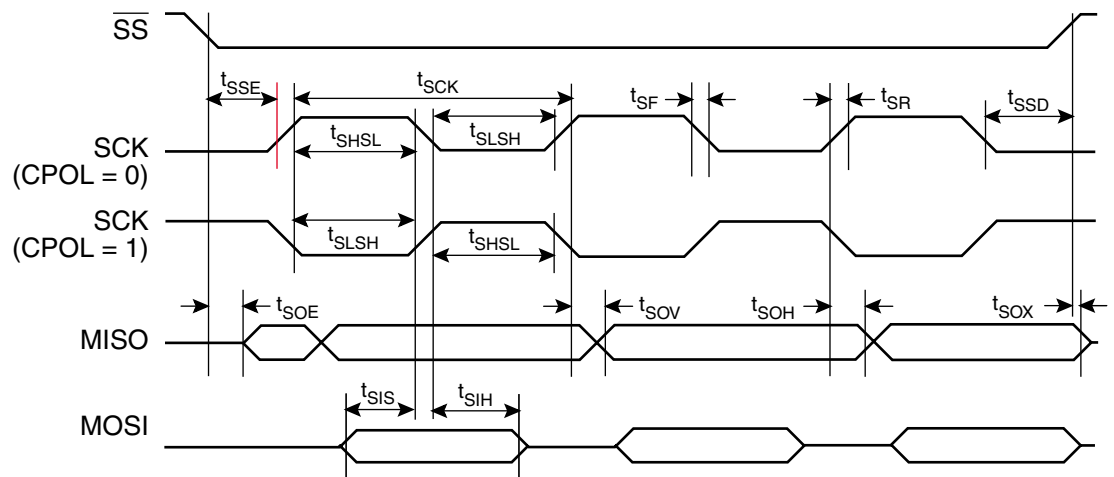 SS
tSSE
tSCK
tSF
tSR
tSSD
SCK
(CPOL = 0)
tSHSL
tSLSH
SCK
(CPOL = 1)
tSLSH
tSHSL
tSOE
tSOV
tSOH
tSOX
MISO
tSIS
tSIH
MOSI